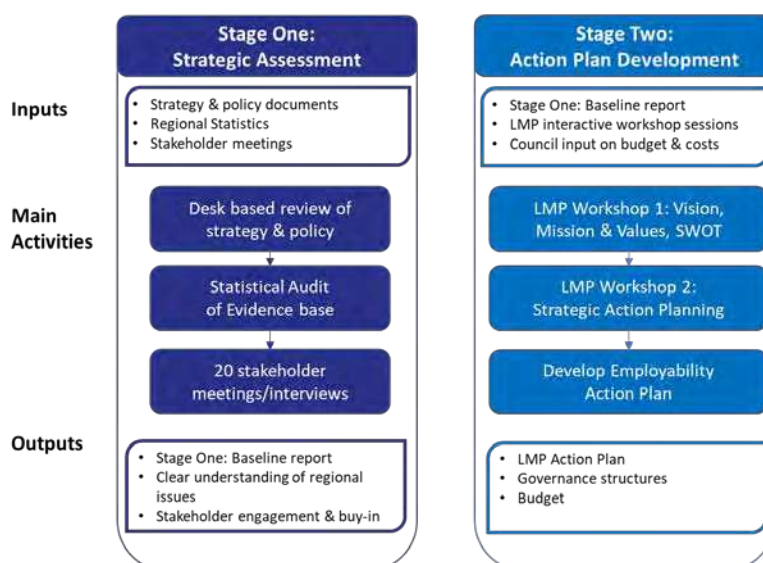 Stage One:
Strategic Assessment
Stage Two:
Action Plan Development
Inputs
• Strategy & policy documents
• Regional Statistics
• Stakeholder meetings
• Stage One: Baseline report
• LMP interactive workshop sessions
• Council input on budget & costs
Main
Activities
Desk based review of
strategy & policy
Statistical Audit
of Evidence base
20 stakeholder
meetings/interviews
LMP Workshop 1: Vision,
Mission & Values, SWOT
LMP Workshop 2:
Strategic Action Planning
Develop Employability
Action Plan
Outputs
• Stage One: Baseline report
• Clear understanding of regional
issues
• Stakeholder engagement & buy-in
• LMP Action Plan
• Governance structures
• Budget